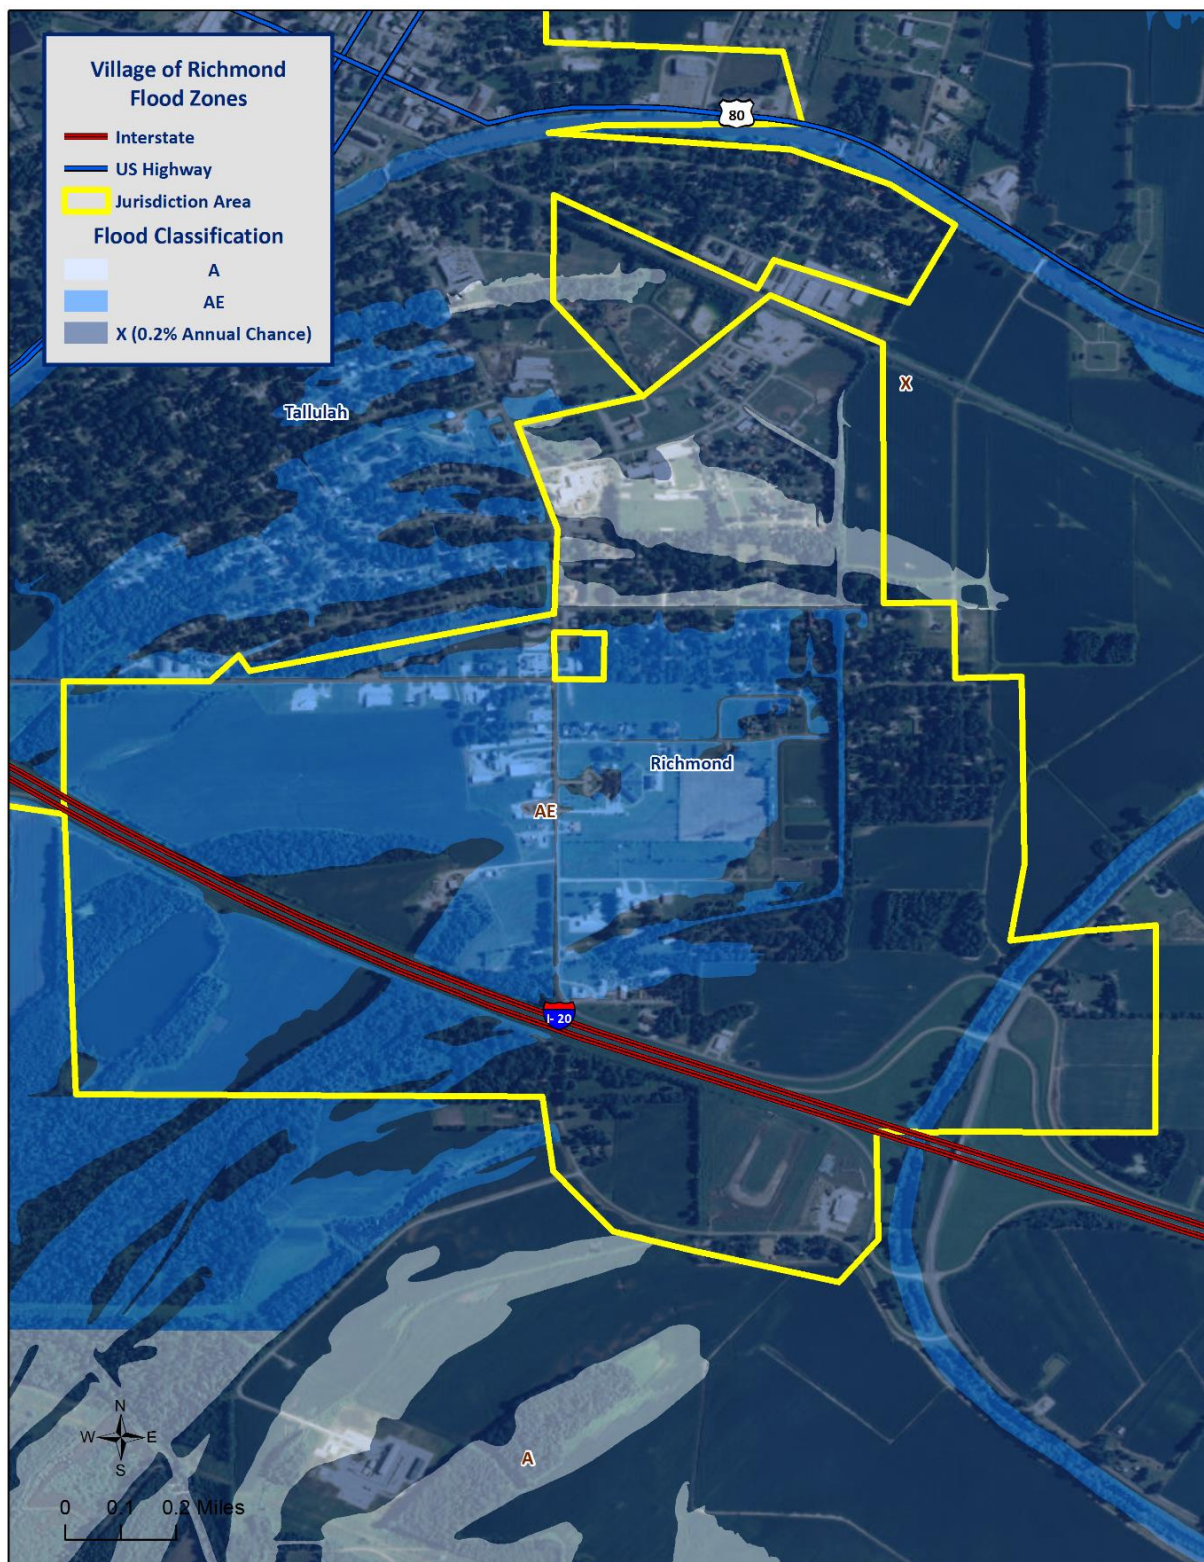 Village of Richmond
Flood Zones
Interstate
US Highway
Jurisdiction Area
Flood Classification
A
AE
X (0.2% Annual Chance)
80
X
Tallulah
Richmond
AE
I- 20
A
N
W E
S
0 0.1 0.2 Miles